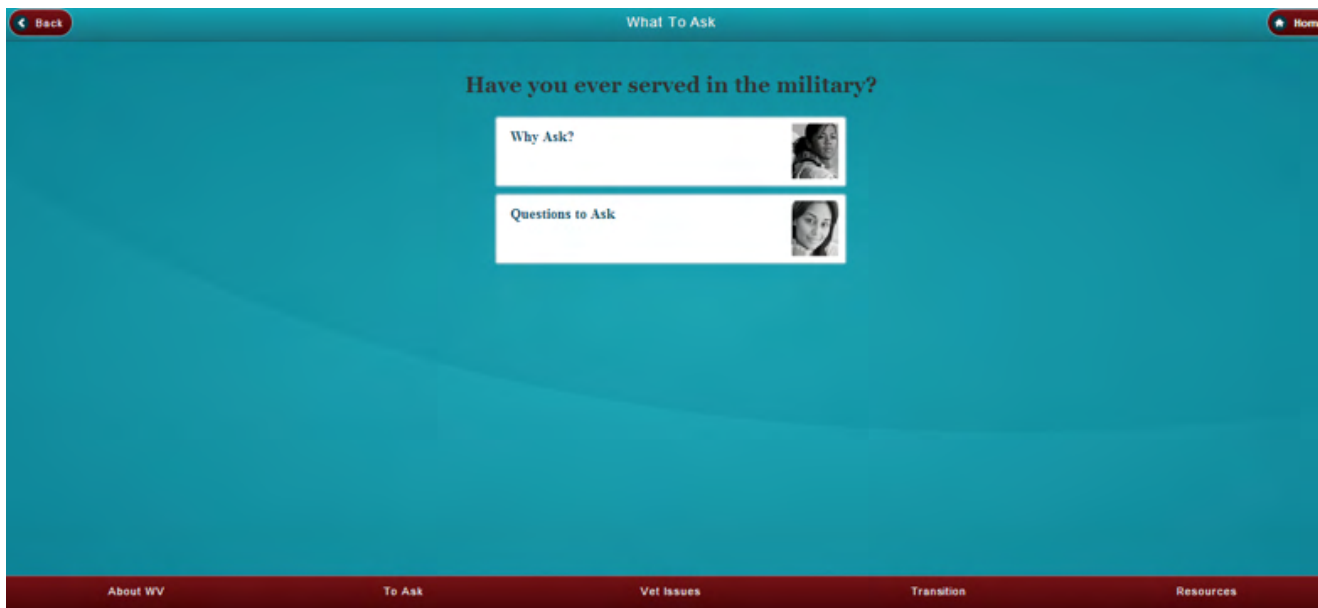 Back
What To Ask
Hom
Have you ever served in the military?
Why Ask?
Questions to Ask
About WV
To Ask
Vet Issues
Transition
Resources